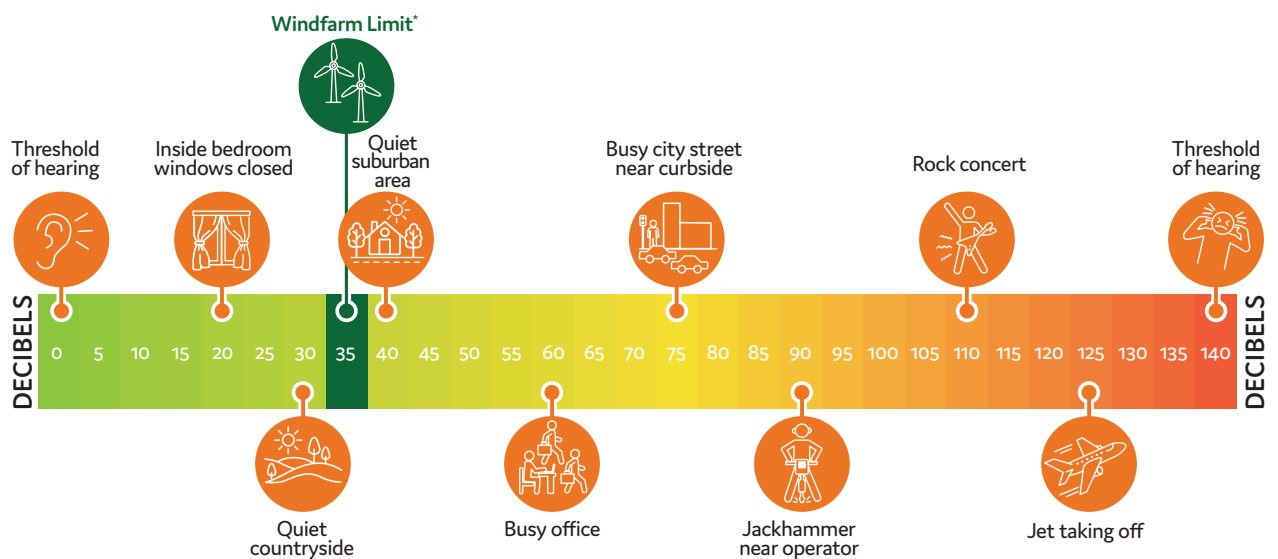 Windfarm Limit*
Threshold
of hearing
Inside bedroom
windows closed
Quiet
suburban
area
Busy city street
near curbside
Rock concert
Threshold
of hearing
DECIBELS
0 5 10 15 20 25 30 35 40 45 50 55 60 65 70 75 80 85 90 95 100 105 110 115 120 125 130 135 140
DECIBELS
Quiet
countryside
Busy office
Jackhammer
near operator
Jet taking off